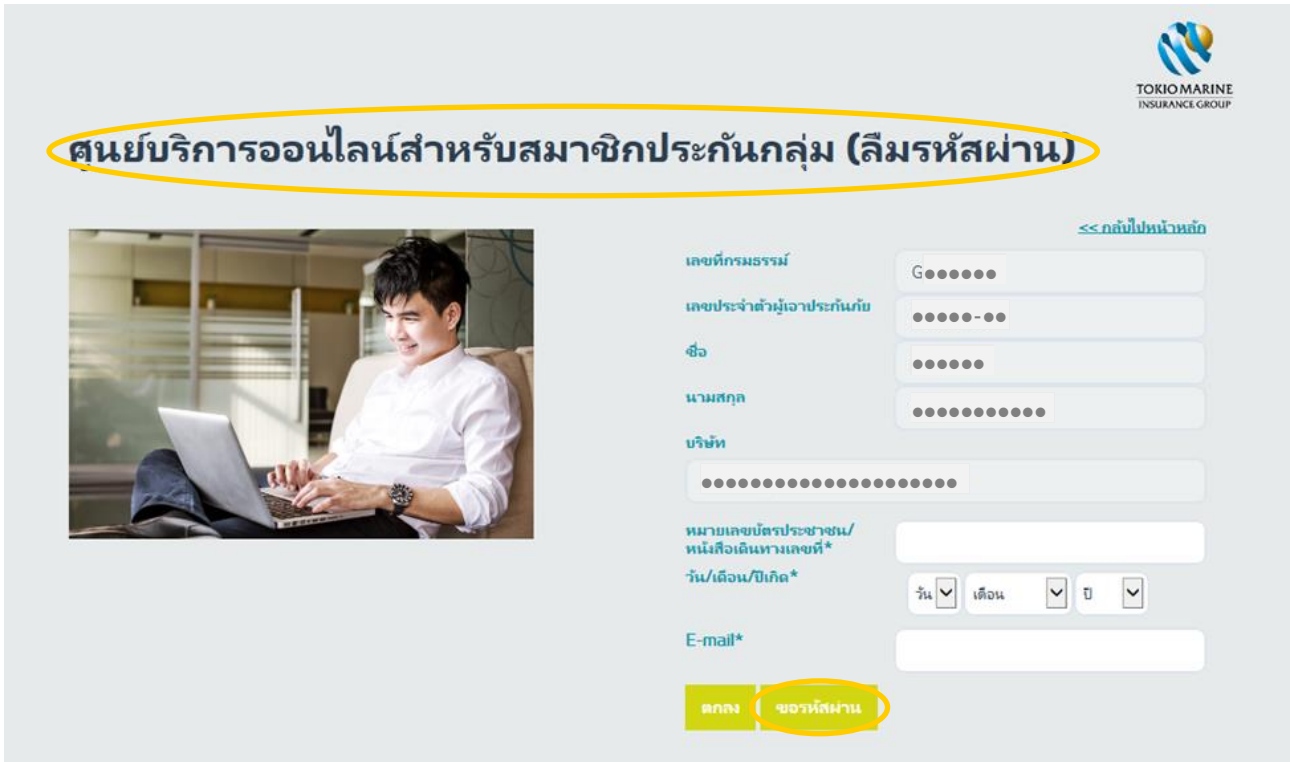 TOKIO MARINE
INSURANCE GROUP
ศูนย์บริการออนไลน์สำหรับสมาชิกประกันกลุ่ม (ลืมรหัสผ่าน)
<< กลับไปหน้าหลัก
เลขที่กรมธรรม์
G●●●●●●
เลขประจำตัวผู้เอาประกันภัย
●●●●●-●●
ชื่อ
●●●●●●
นามสกุล
●●●●●●●●●●●
บริษัท
●●●●●●●●●●●●●●●●●●●●●
หมายเลขบัตรประชาชน/
หนังสือเดินทางเลขที่*
วัน/เดือน/ปีเกิด*
วัน เดือน ปี
E-mail*
ตกลง ขอรหัสผ่าน